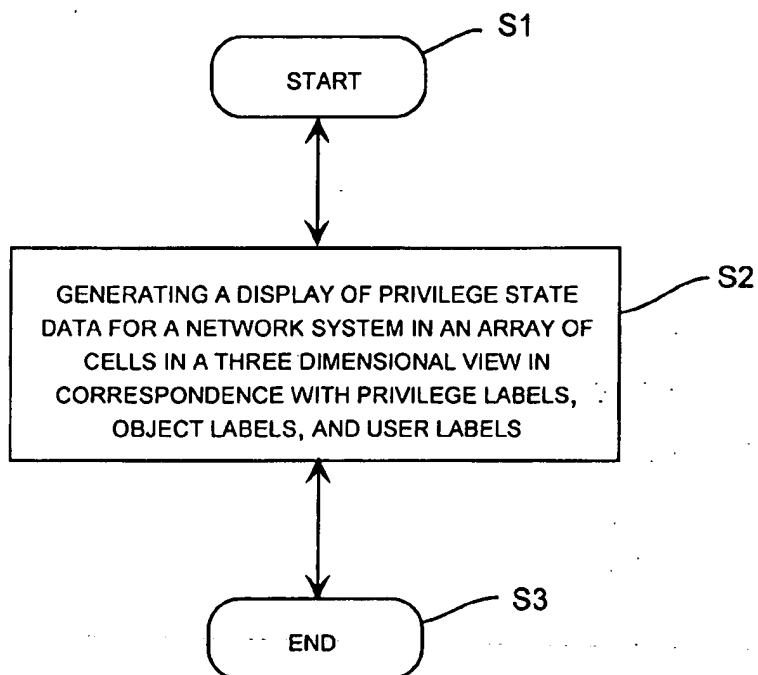 S1
START
GENERATING A DISPLAY OF PRIVILEGE STATE
DATA FOR A NETWORK SYSTEM IN AN ARRAY OF
CELLS IN A THREE DIMENSIONAL VIEW IN
CORRESPONDENCE WITH PRIVILEGE LABELS,
OBJECT LABELS, AND USER LABELS
S2
S3
END